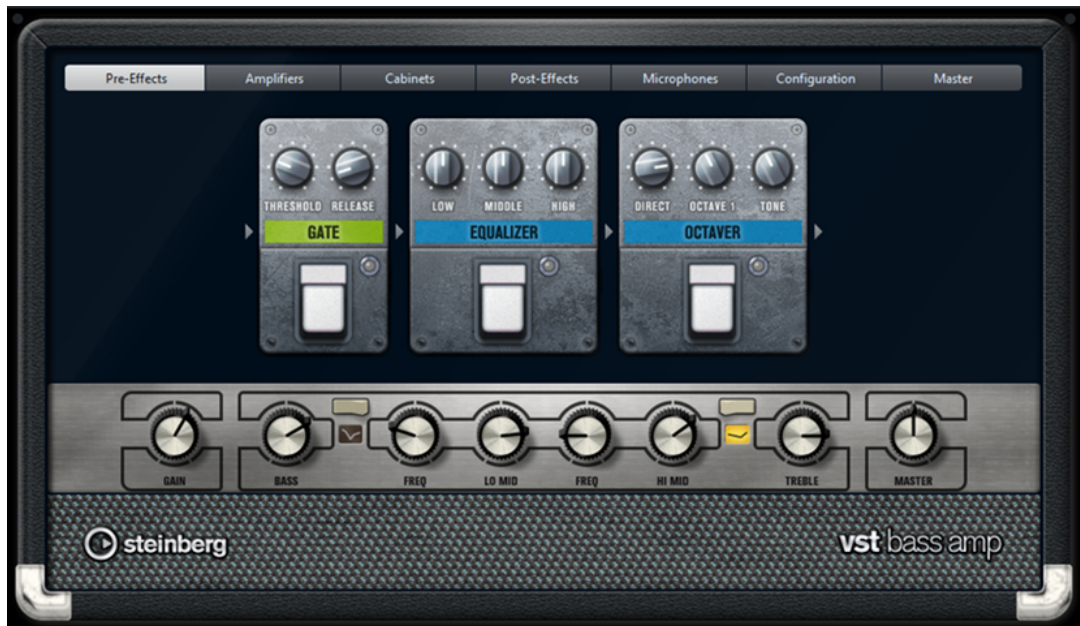 Pre-Effects Amplifiers Cabinets Post-Effects Microphones Configuration Master
THRESHOLD RELEASE LOW MIDDLE HIGH DIRECT OCTAVE 1 TONE
GATE EQUALIZER OCTAVER
GAIN BASS FREQ LO MID FREQ HI MID TREBLE MASTER
steinberg vst bass amp